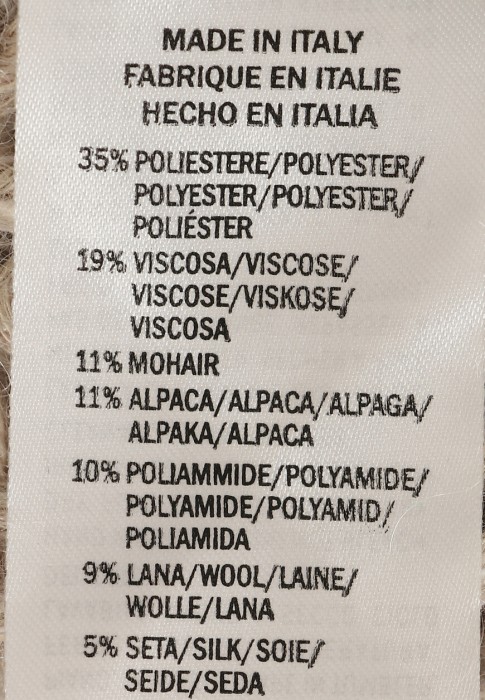 MADE IN ITALY
FABRIQUE EN ITALIE
HECHO EN ITALIA
35% POLIESTERE/POLYESTER/
POLYESTER/POLYESTER/
POLIÉSTER
19% VISCOSA/VISCOSE/
VISCOSE/VISKOSE/
VISCOSA
11% MOHAIR
11% ALPACA/ALPACA/ALPAGA/
ALPAKA/ALPACA
10% POLIAMMIDE/POLYAMIDE/
POLYAMIDE/POLYAMID/
POLIAMIDA
9% LANA/WOOL/LAINE/
WOLLE/LANA
5% SETA/SILK/SOIE/
SEIDE/SEDA